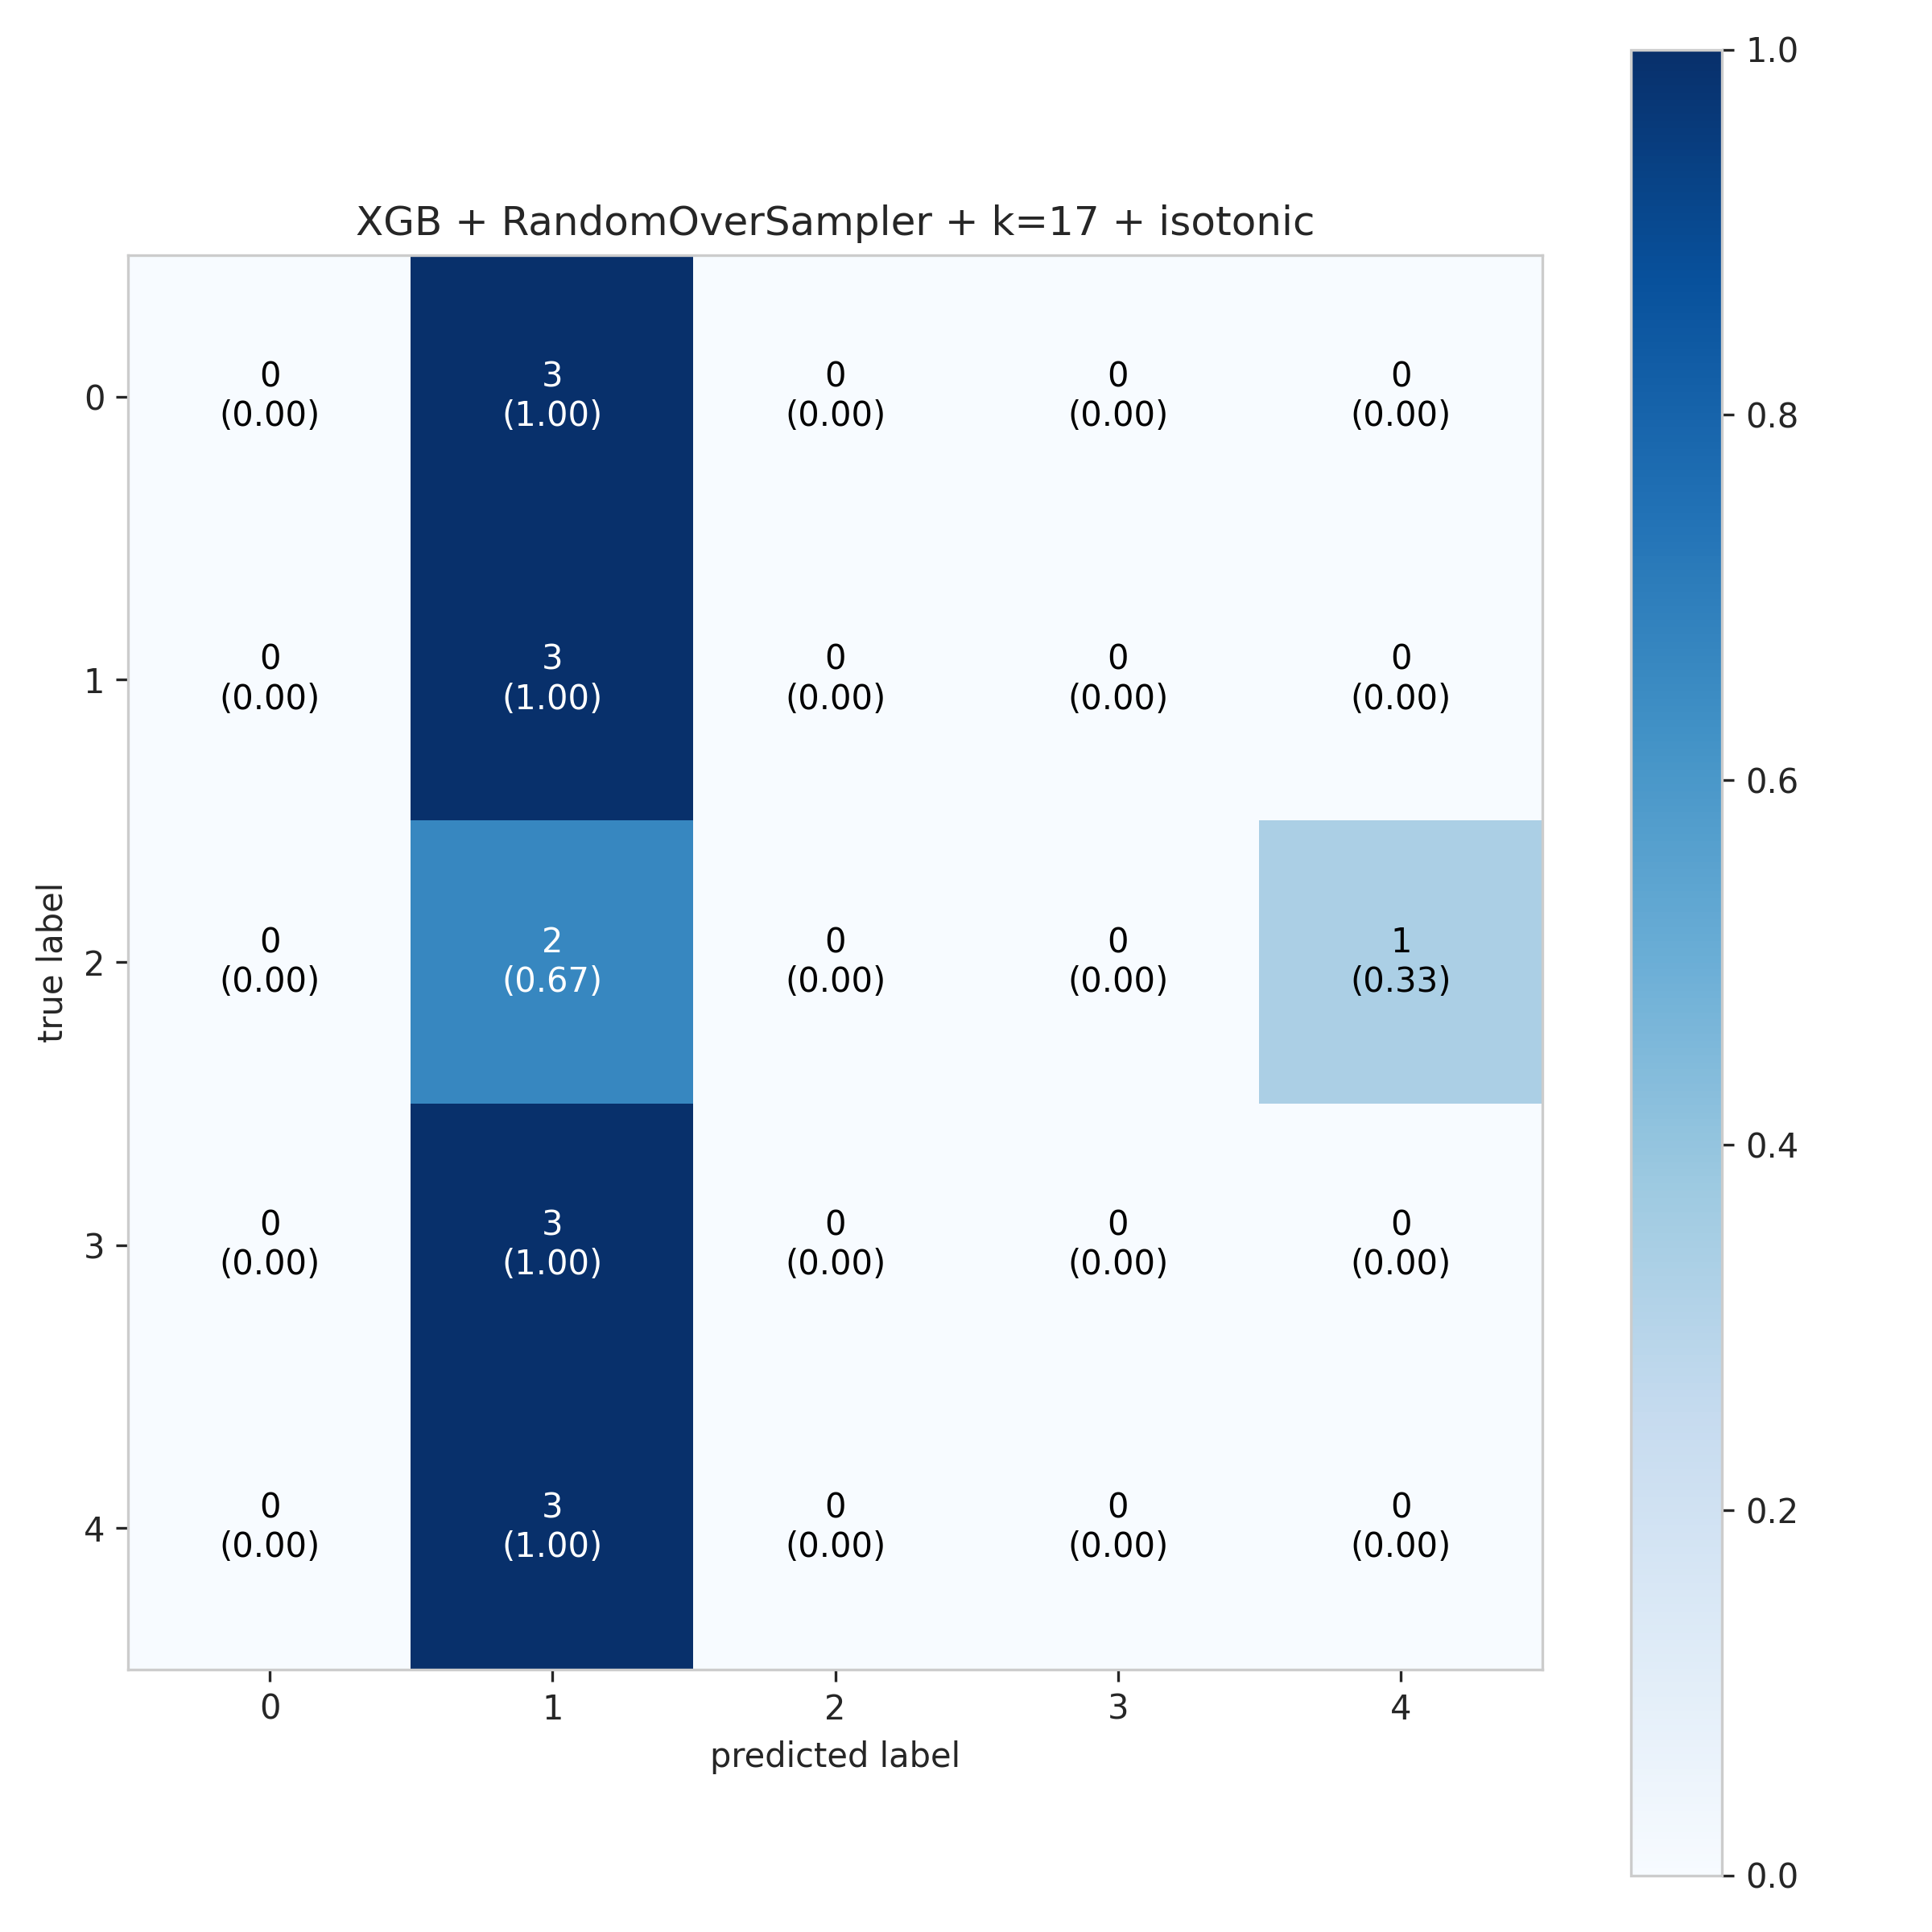 XGB + RandomOverSampler + k=17 + isotonic
1.0
0.8
0.6
0.4
0.2
0.0
true label
0
0 3 0 0 0
(0.00) (1.00) (0.00) (0.00) (0.00)
1
0 3 0 0 0
(0.00) (1.00) (0.00) (0.00) (0.00)
2
0 2 0 0 1
(0.00) (0.67) (0.00) (0.00) (0.33)
3
0 3 0 0 0
(0.00) (1.00) (0.00) (0.00) (0.00)
4
0 3 0 0 0
(0.00) (1.00) (0.00) (0.00) (0.00)
0 1 2 3 4
predicted label